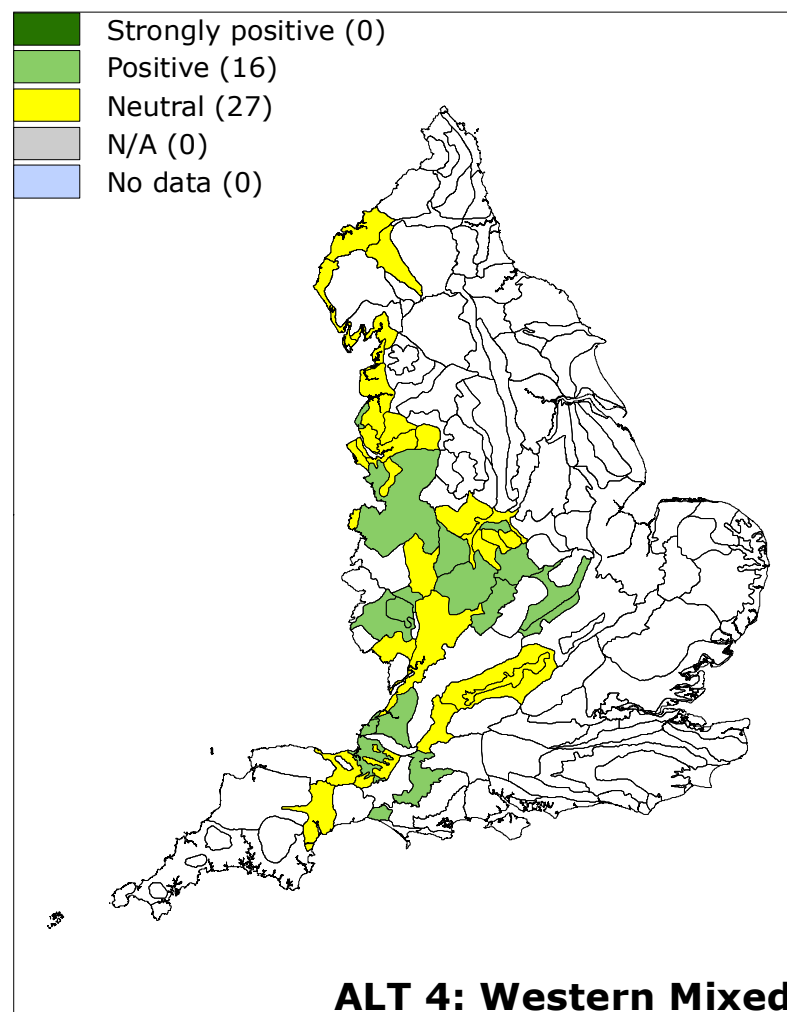 Strongly positive (0)
Positive (16)
Neutral (27)
N/A (0)
No data (0)
ALT 4: Western Mixed